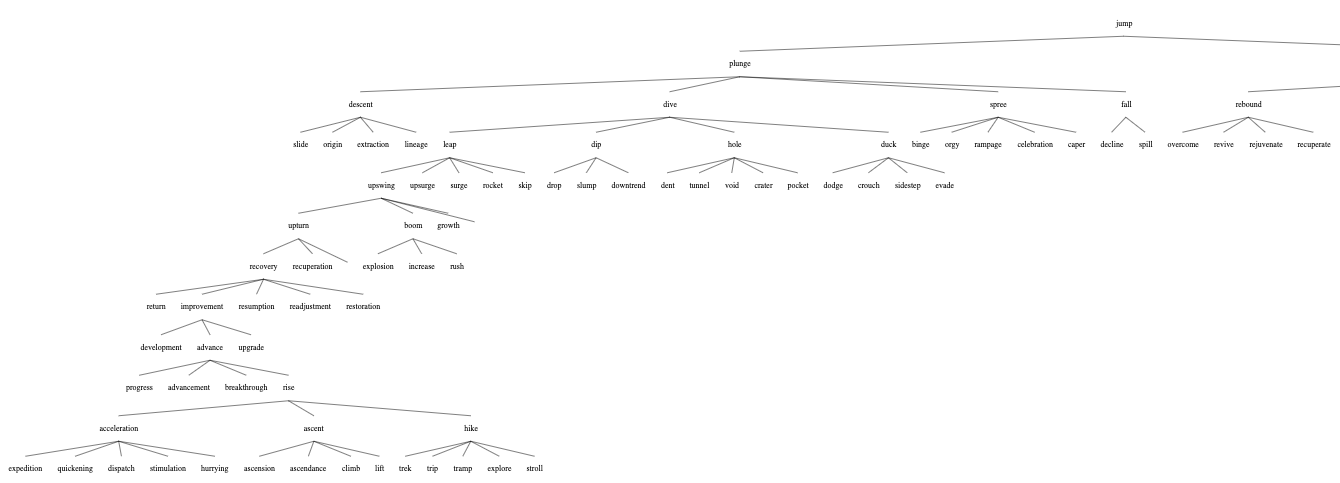 jump
plunge
descent dive spree fall rebound
slide origin extraction lineage leap dip hole duck binge orgy rampage celebration caper decline spill overcome revive rejuvenate recuperate
upswing upsurge surge rocket skip drop slump downtrend dent tunnel void crater pocket dodge crouch sidestep evade
upturn boom growth
recovery recuperation explosion increase rush
return improvement resumption readjustment restoration
development advance upgrade
progress advancement breakthrough rise
acceleration ascent hike
expedition quickening dispatch stimulation hurrying ascension ascendance climb lift trek trip tramp explore stroll